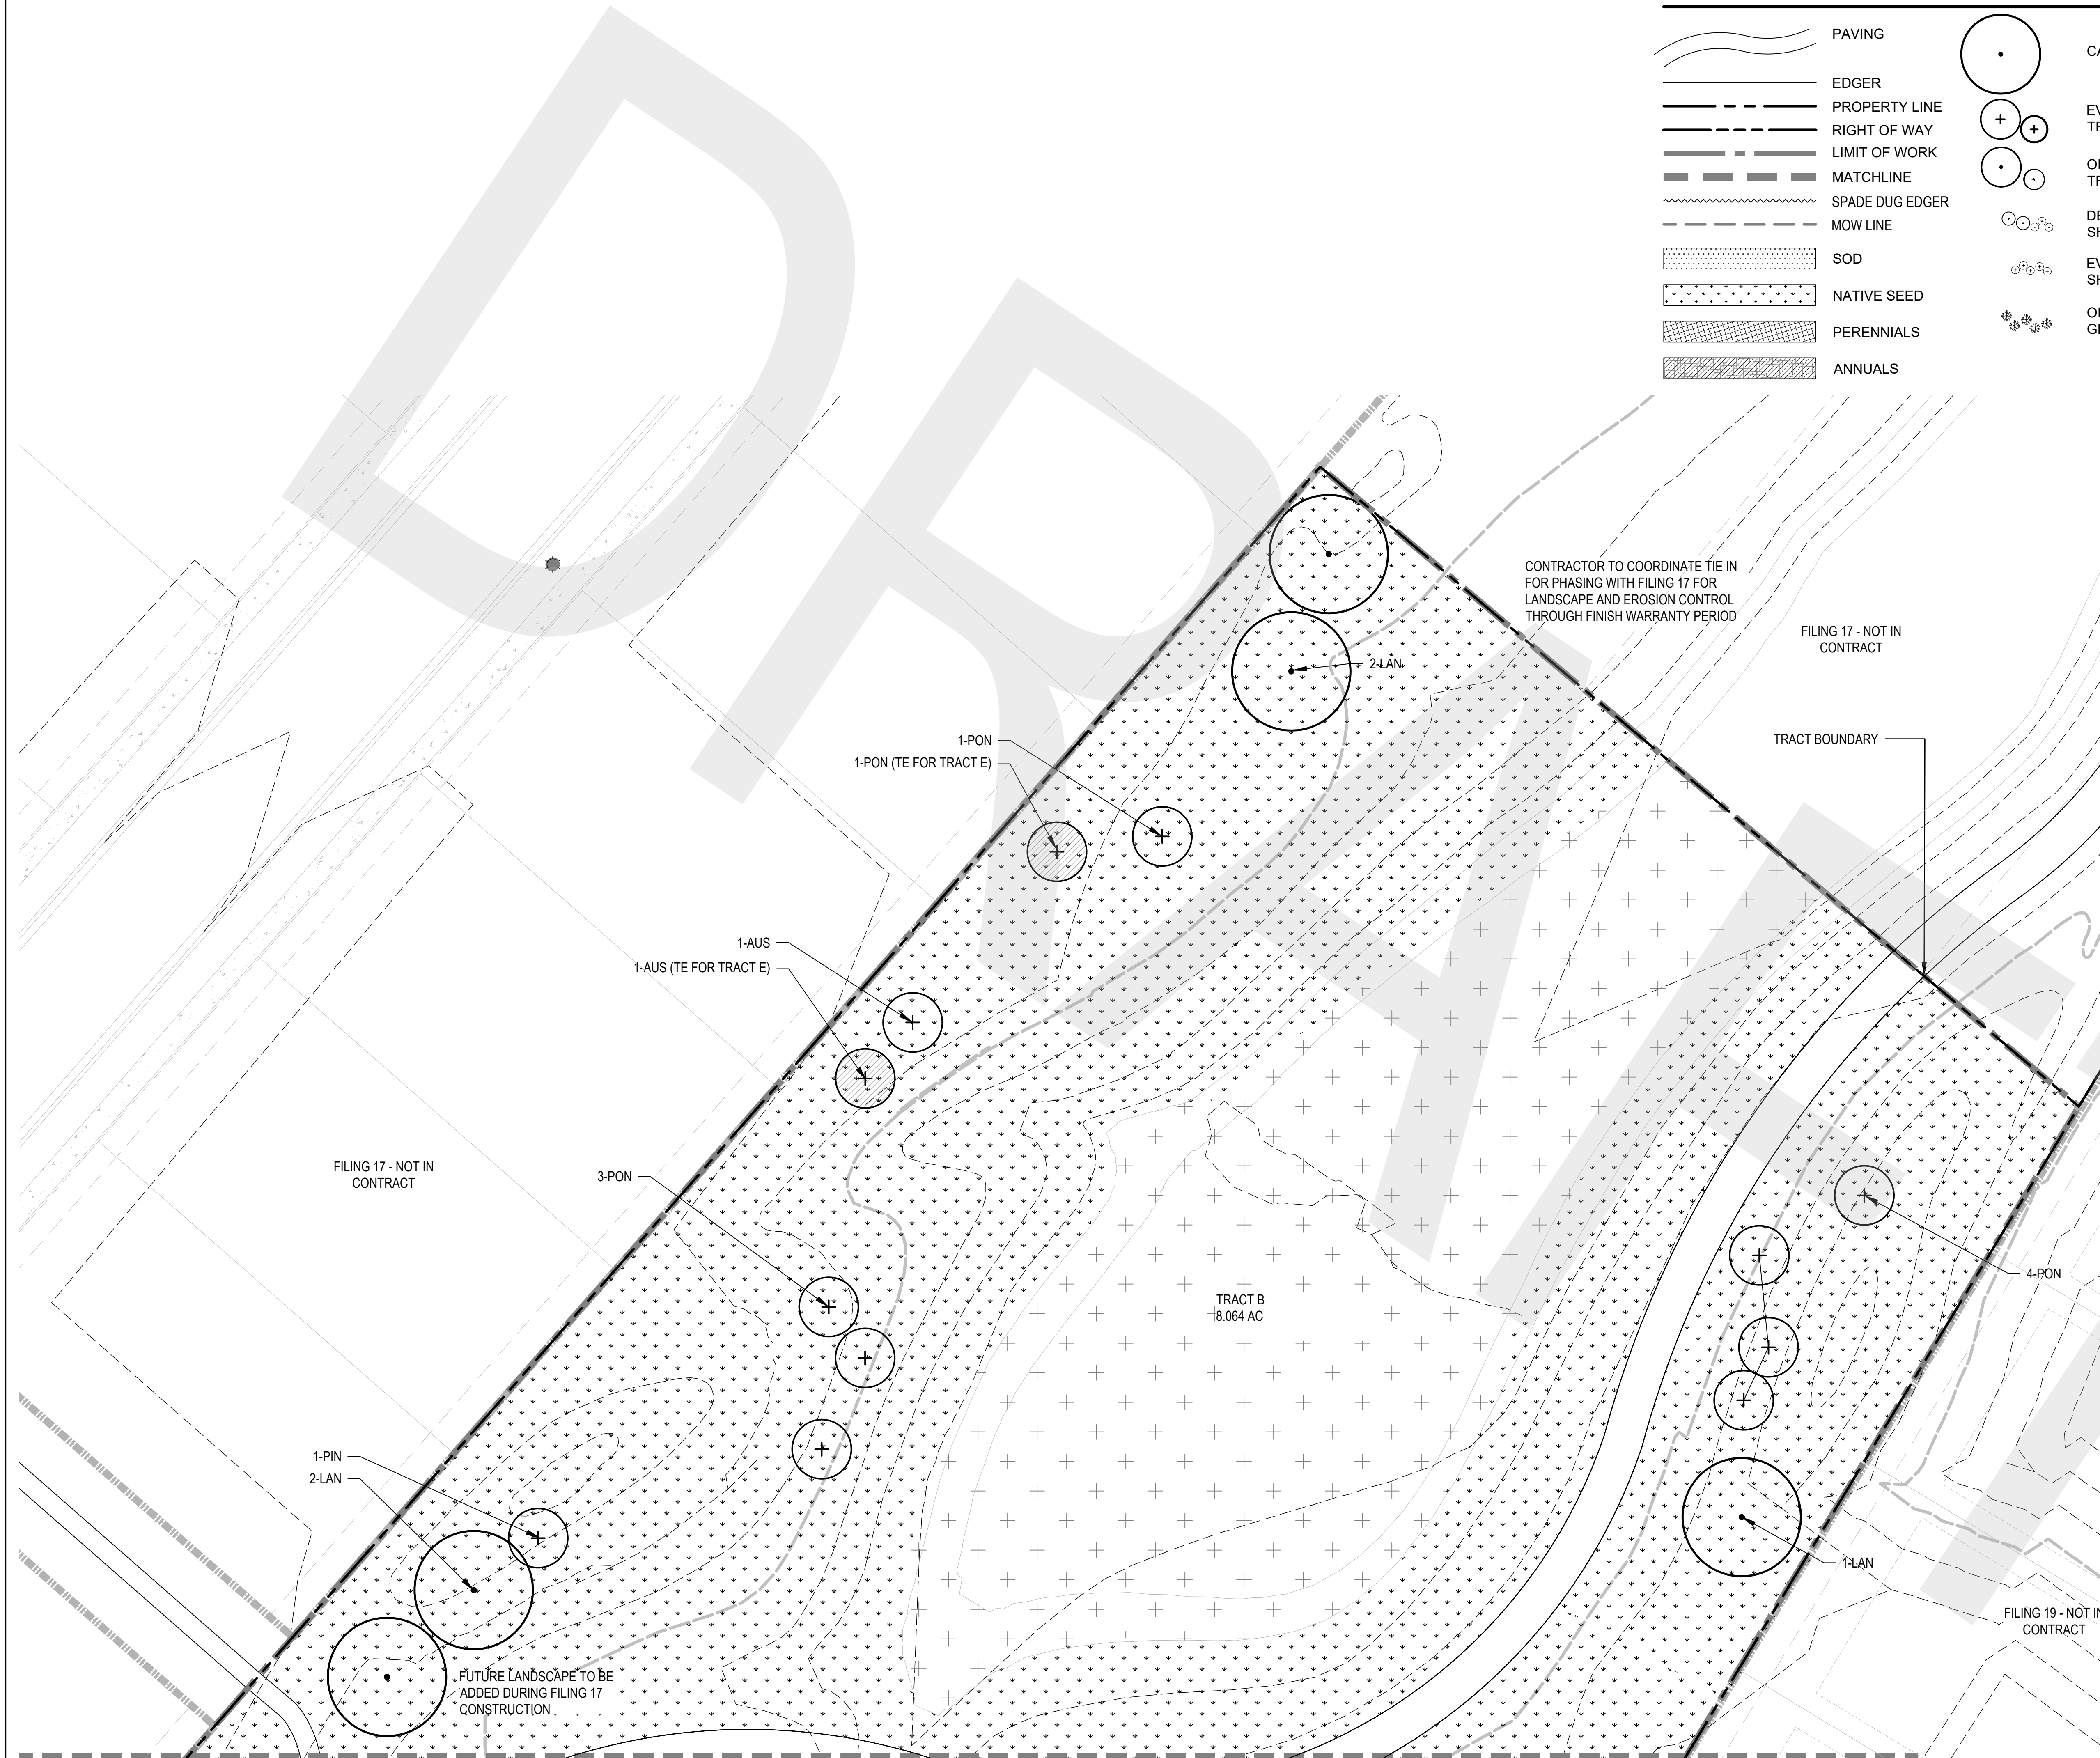 PAVING
EDGER
PROPERTY LINE
RIGHT OF WAY
LIMIT OF WORK
MATCHLINE
SPADE DUG EDGER
MOW LINE
SOD
NATIVE SEED
PERENNIALS
ANNUALS
CONTRACTOR TO COORDINATE TIE IN
FOR PHASING WITH FILING 17 FOR
LANDSCAPE AND EROSION CONTROL
THROUGH FINISH WARRANTY PERIOD
FILING 17 - NOT IN
CONTRACT
2-LAN
1-PON
1-PON (TE FOR TRACT E)
TRACT BOUNDARY
1-AUS
1-AUS (TE FOR TRACT E)
FILING 17 - NOT IN
CONTRACT
3-PON
4-PON
TRACT B
8.064 AC
1-PIN
2-LAN
1-LAN
FILING 19 - NOT IN
CONTRACT
FUTURE LANDSCAPE TO BE
ADDED DURING FILING 17
CONSTRUCTION